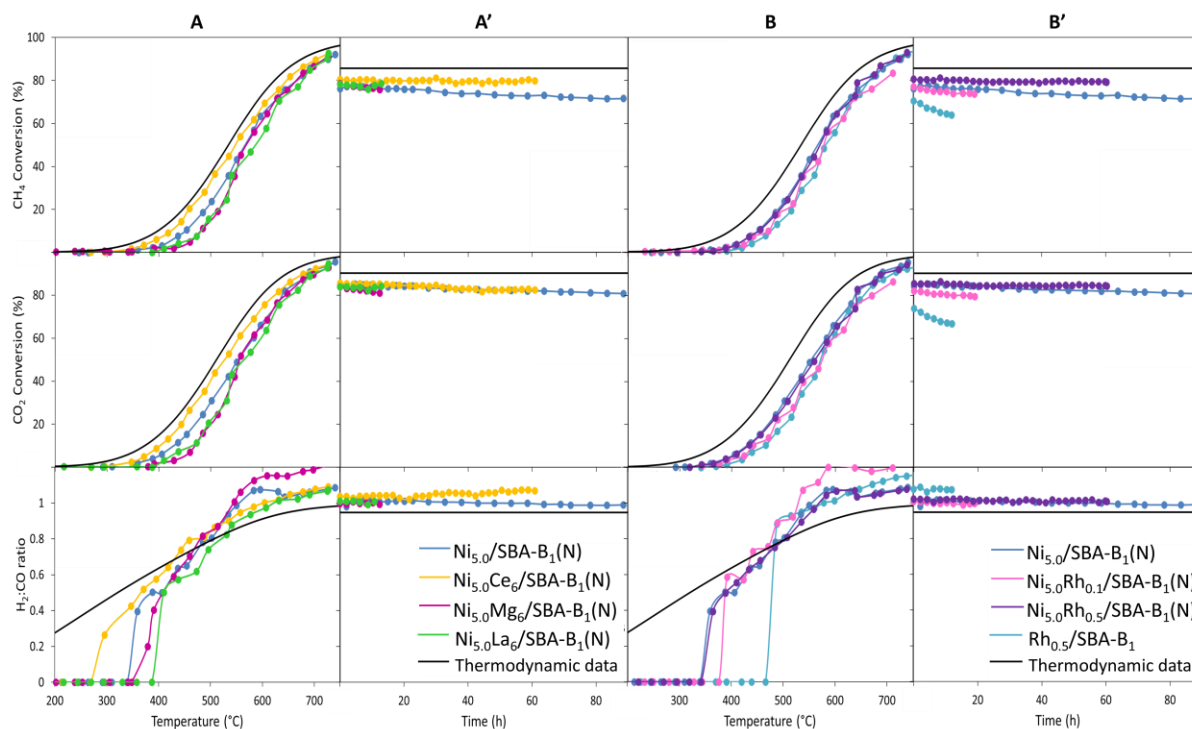 A A’ B B’
CH₄ Conversion (%)
100
80
60
40
20
CO₂ Conversion (%)
80
60
40
20
H₂:CO ratio
1
0.8
0.6
0.4
0.2
0
Ni₅.₀/SBA-B₁(N)
Ni₅.₀Ce₆/SBA-B₁(N)
Ni₅.₀Mg₆/SBA-B₁(N)
Ni₅.₀La₆/SBA-B₁(N)
Thermodynamic data
Ni₅.₀/SBA-B₁(N)
Ni₅.₀Rh₀.₁/SBA-B₁(N)
Ni₅.₀Rh₀.₅/SBA-B₁(N)
Rh₀.₅/SBA-B₁
Thermodynamic data
200 300 400 500 600 700 0 20 40 60 80 300 400 500 600 700 0 20 40 60 80
Temperature (°C) Time (h) Temperature (°C) Time (h)